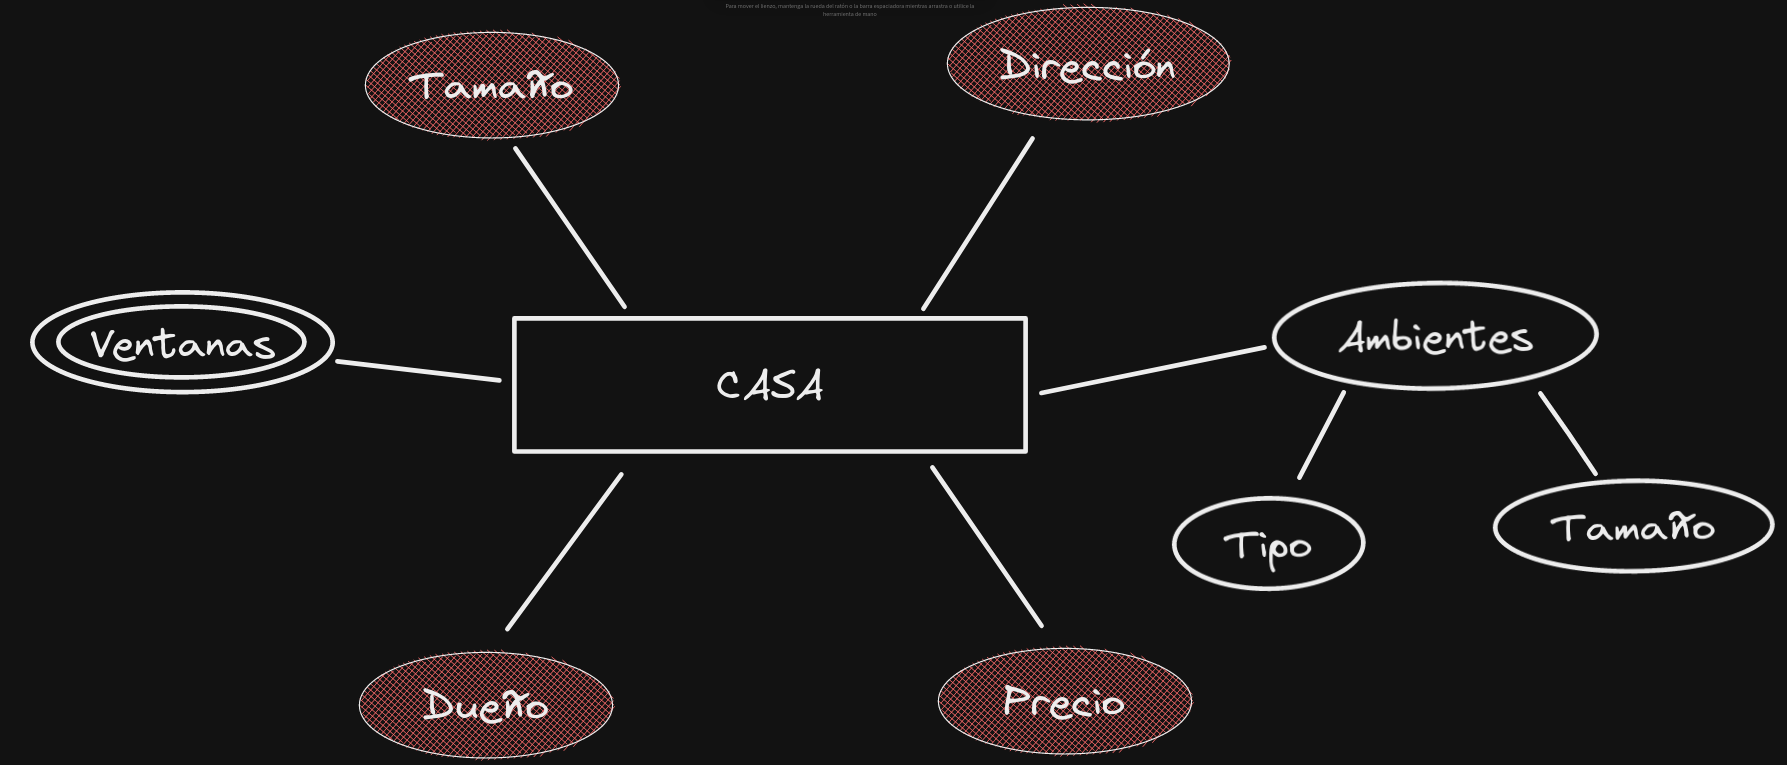 Para mover el lienzo, mantenga la rueda del ratón o la barra espaciadora mientras arrastra o utilice la
herramienta de mano
Tamaño
Dirección
Ventanas
CASA
Ambientes
Tipo
Tamaño
Dueño
Precio